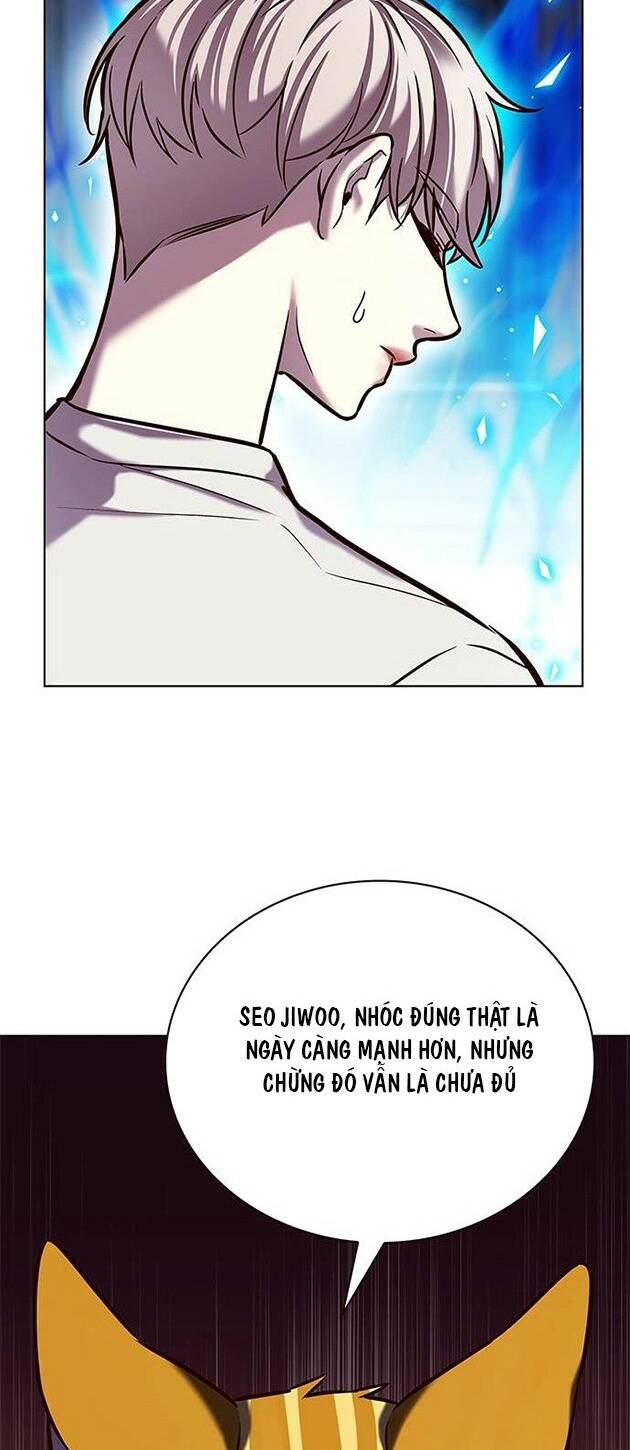 SEO JIWOO, NHÓC ĐÚNG THẬT LÀ
NGÀY CÀNG MẠNH HƠN, NHƯNG
CHỪNG ĐÓ VẪN LÀ CHƯA ĐỦ